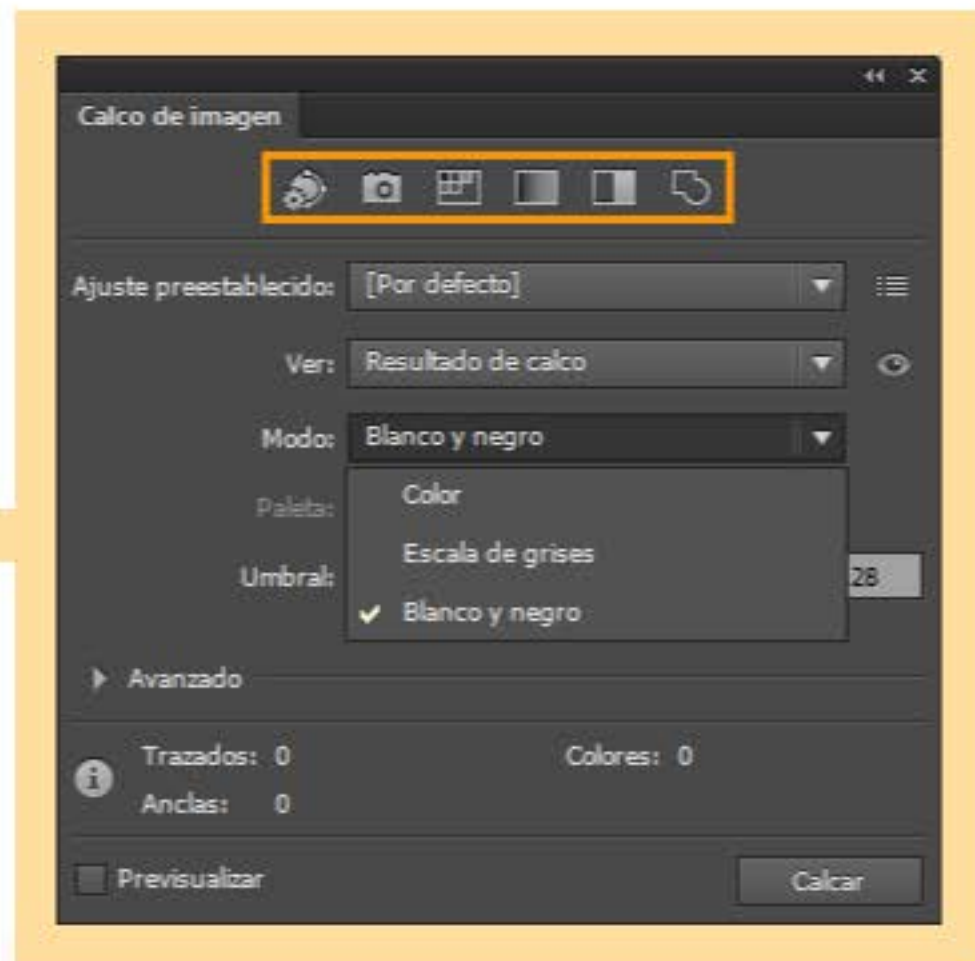 Calco de imagen
Ajuste preestablecido: [Por defecto]
Ver: Resultado de calco
Modo: Blanco y negro
Color
Paleta:
Escala de grises
Umbral: 28
Blanco y negro
Avanzado
Trazados: 0 Colores: 0
Anclas: 0
Previsualizar Calcar